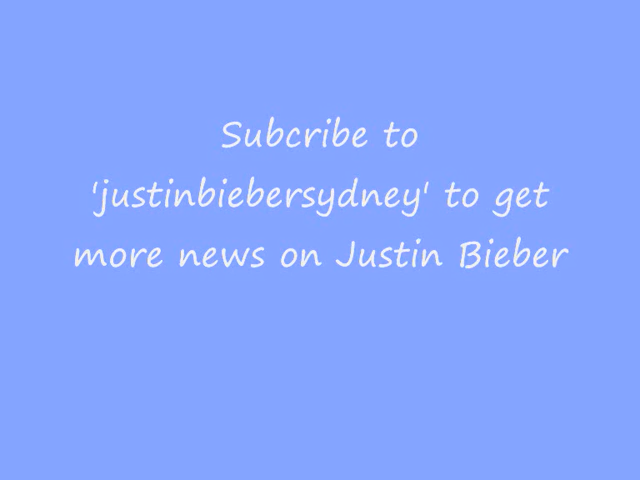 Subcribe to
'justinbiebersydney' to get
more news on Justin Bieber